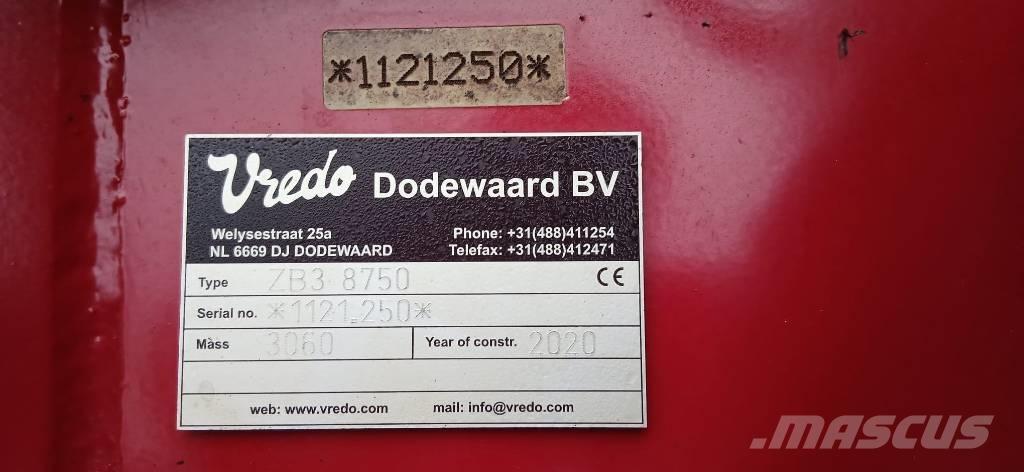 *1121250*
Vredo Dodewaard BV
Welysestraat 25a Phone: +31(488)411254
NL 6669 DJ DODEWAARD Telefax: +31(488)412471
Type ZB3 8750 CE
Serial no. *1121.250*
Mass 3060 Year of constr. 2020
web: www.vredo.com mail: info@vredo.com
.MASCUS